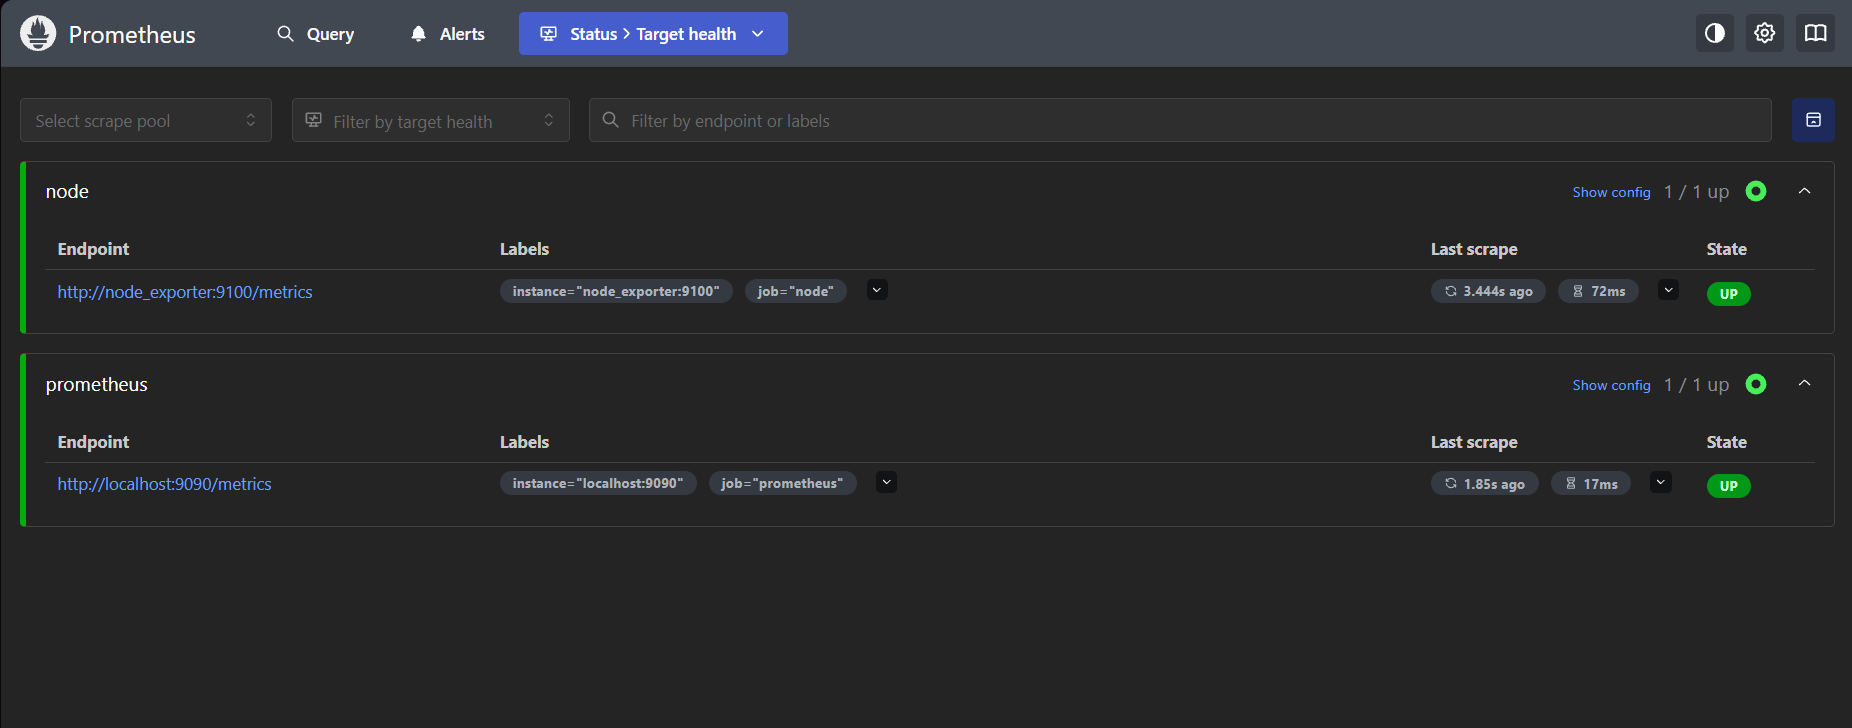 Prometheus Query Alerts Status > Target health
Select scrape pool Filter by target health Filter by endpoint or labels
node Show config 1 / 1 up
Endpoint Labels Last scrape State
http://node_exporter:9100/metrics instance="node_exporter:9100" job="node" 3.444s ago 72ms UP
prometheus Show config 1 / 1 up
Endpoint Labels Last scrape State
http://localhost:9090/metrics instance="localhost:9090" job="prometheus" 1.85s ago 17ms UP